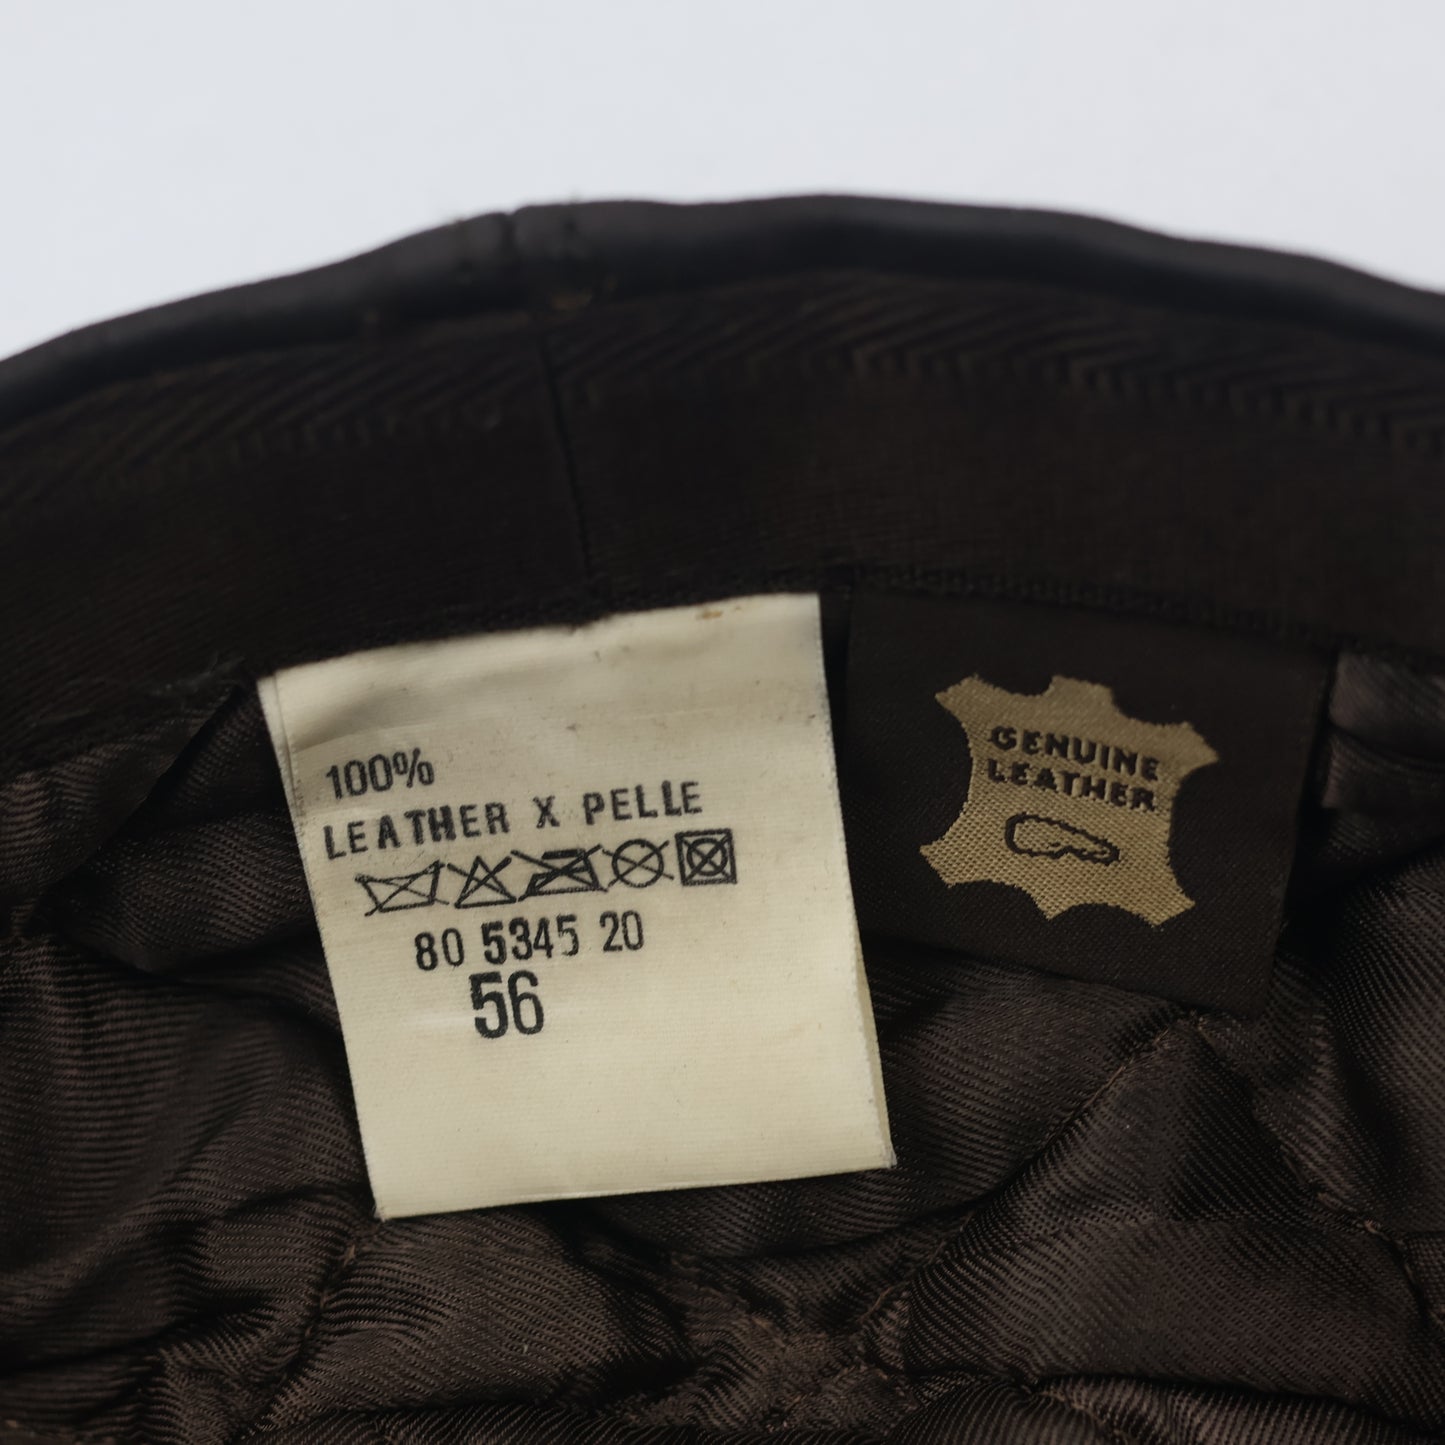 100%
LEATHER X PELLE
80 5345 20
56
GENUINE
LEATHER